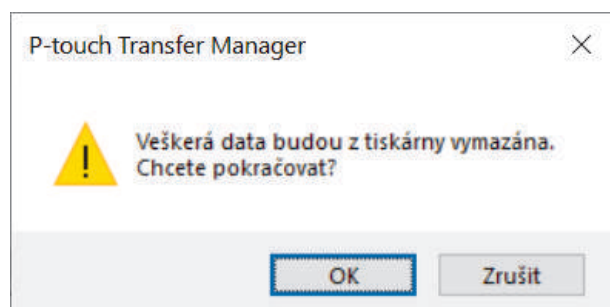 P-touch Transfer Manager
Veškerá data budou z tiskárny vymazána.
Chcete pokračovat?
OK
Zrušit